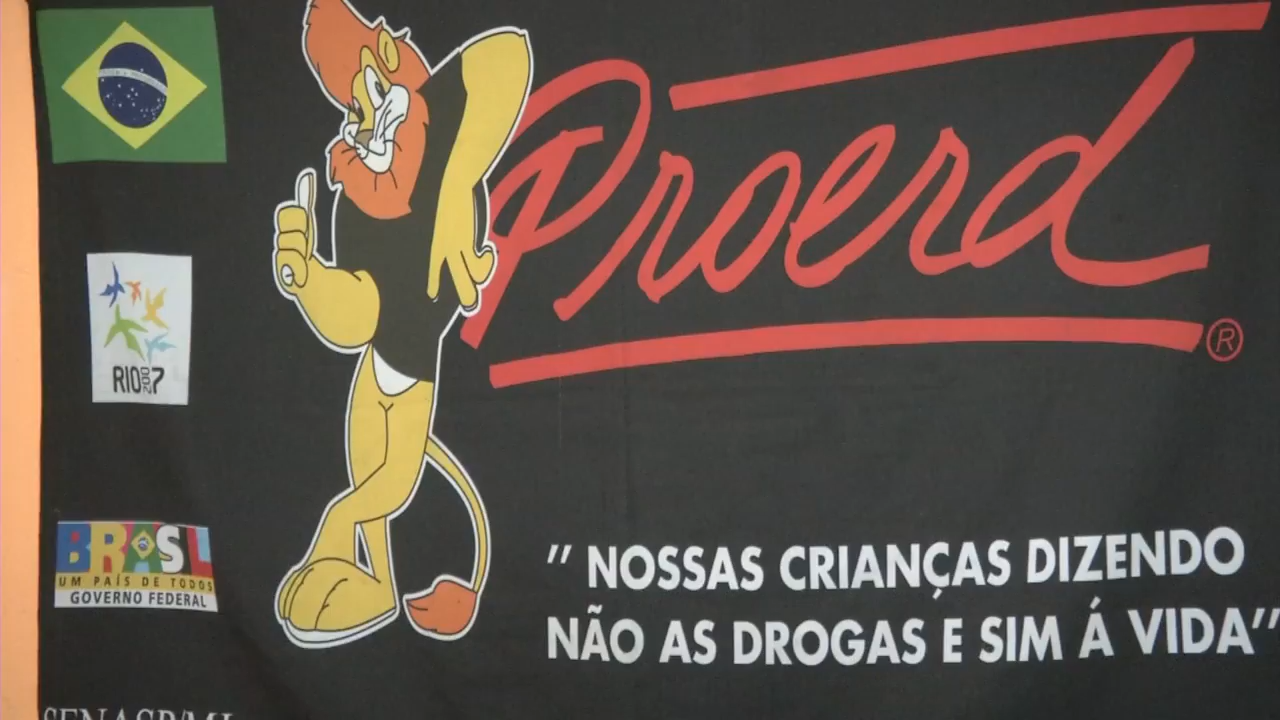 Proerd
®
RIO 2007
BRASIL
UM PAÍS DE TODOS
GOVERNO FEDERAL
" NOSSAS CRIANÇAS DIZENDO
NÃO AS DROGAS E SIM Á VIDA"